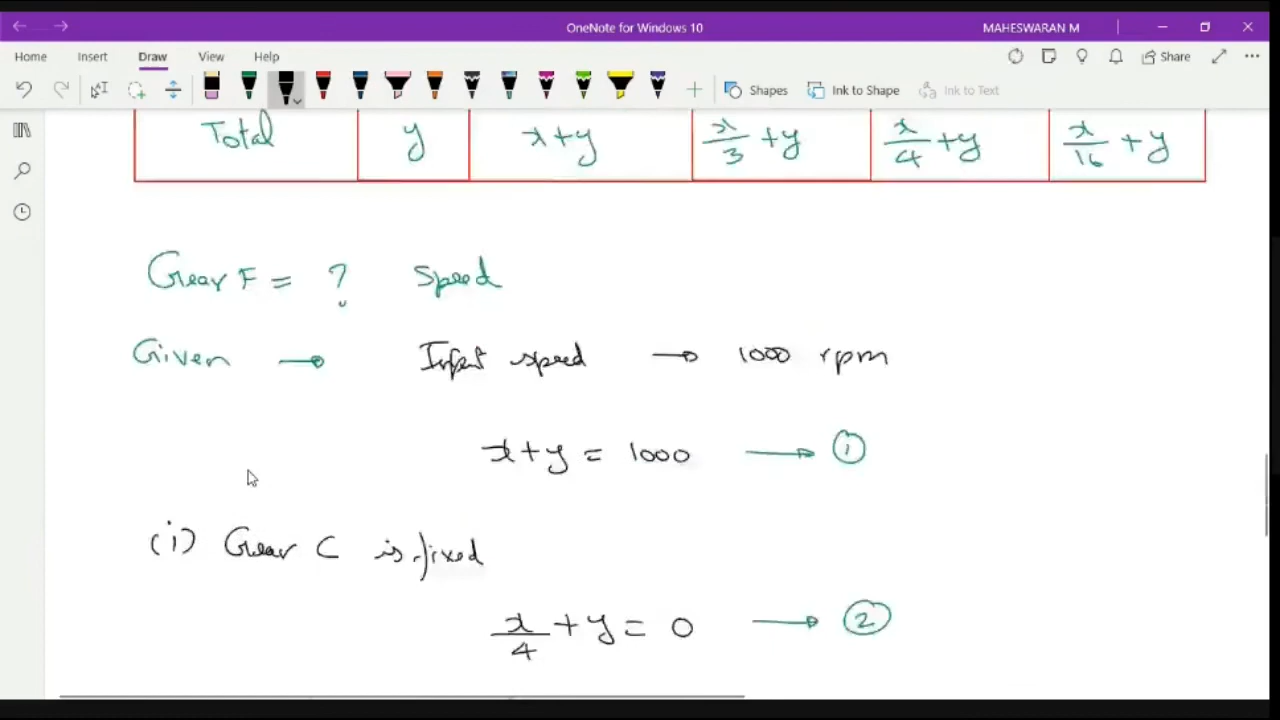 OneNote for Windows 10
MAHESWARAN M
Home Insert Draw View Help
Share
Shapes Ink to Shape Ink to Text
Total y x+y x/3 +y x/4 +y x/16 +y
Gear F = ? Speed
Given → Input speed → 1000 rpm
x+y = 1000 → 1
(i) Gear C is fixed
x/4 + y = 0 → 2